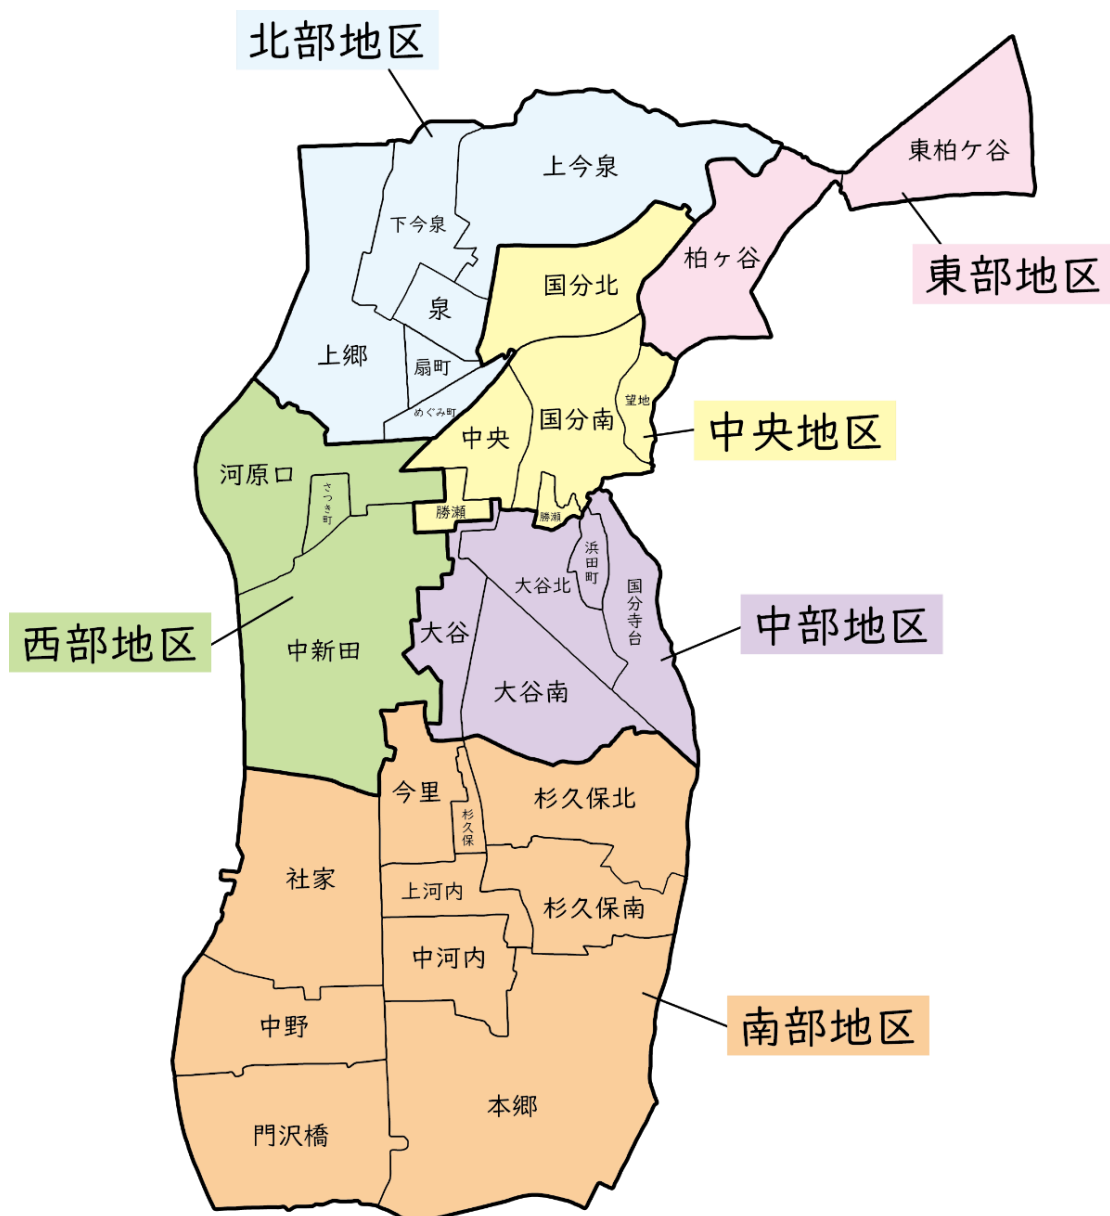 北部地区
東柏ケ谷
上今泉
下今泉
柏ヶ谷
東部地区
国分北
泉
上郷
扇町
望地
めぐみ町
国分南
中央地区
中央
河原口
さつき町
勝瀬
勝瀬
浜田町
大谷北
国分寺台
西部地区
中新田
大谷
中部地区
大谷南
今里
杉久保北
杉久保
社家
上河内
杉久保南
中河内
中野
南部地区
本郷
門沢橋